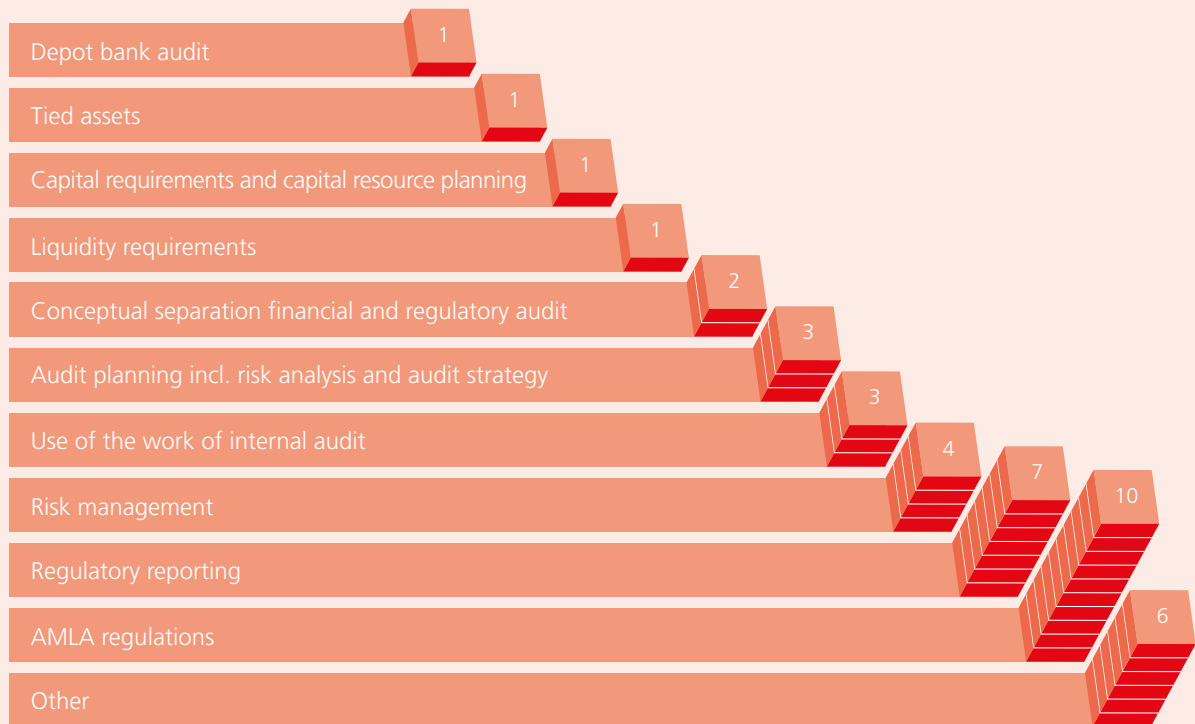 Depot bank audit 1
Tied assets 1
Capital requirements and capital resource planning 1
Liquidity requirements 1
Conceptual separation financial and regulatory audit 2
Audit planning incl. risk analysis and audit strategy 3
Use of the work of internal audit 3
Risk management 4
Regulatory reporting 7
AMLA regulations 10
Other 6